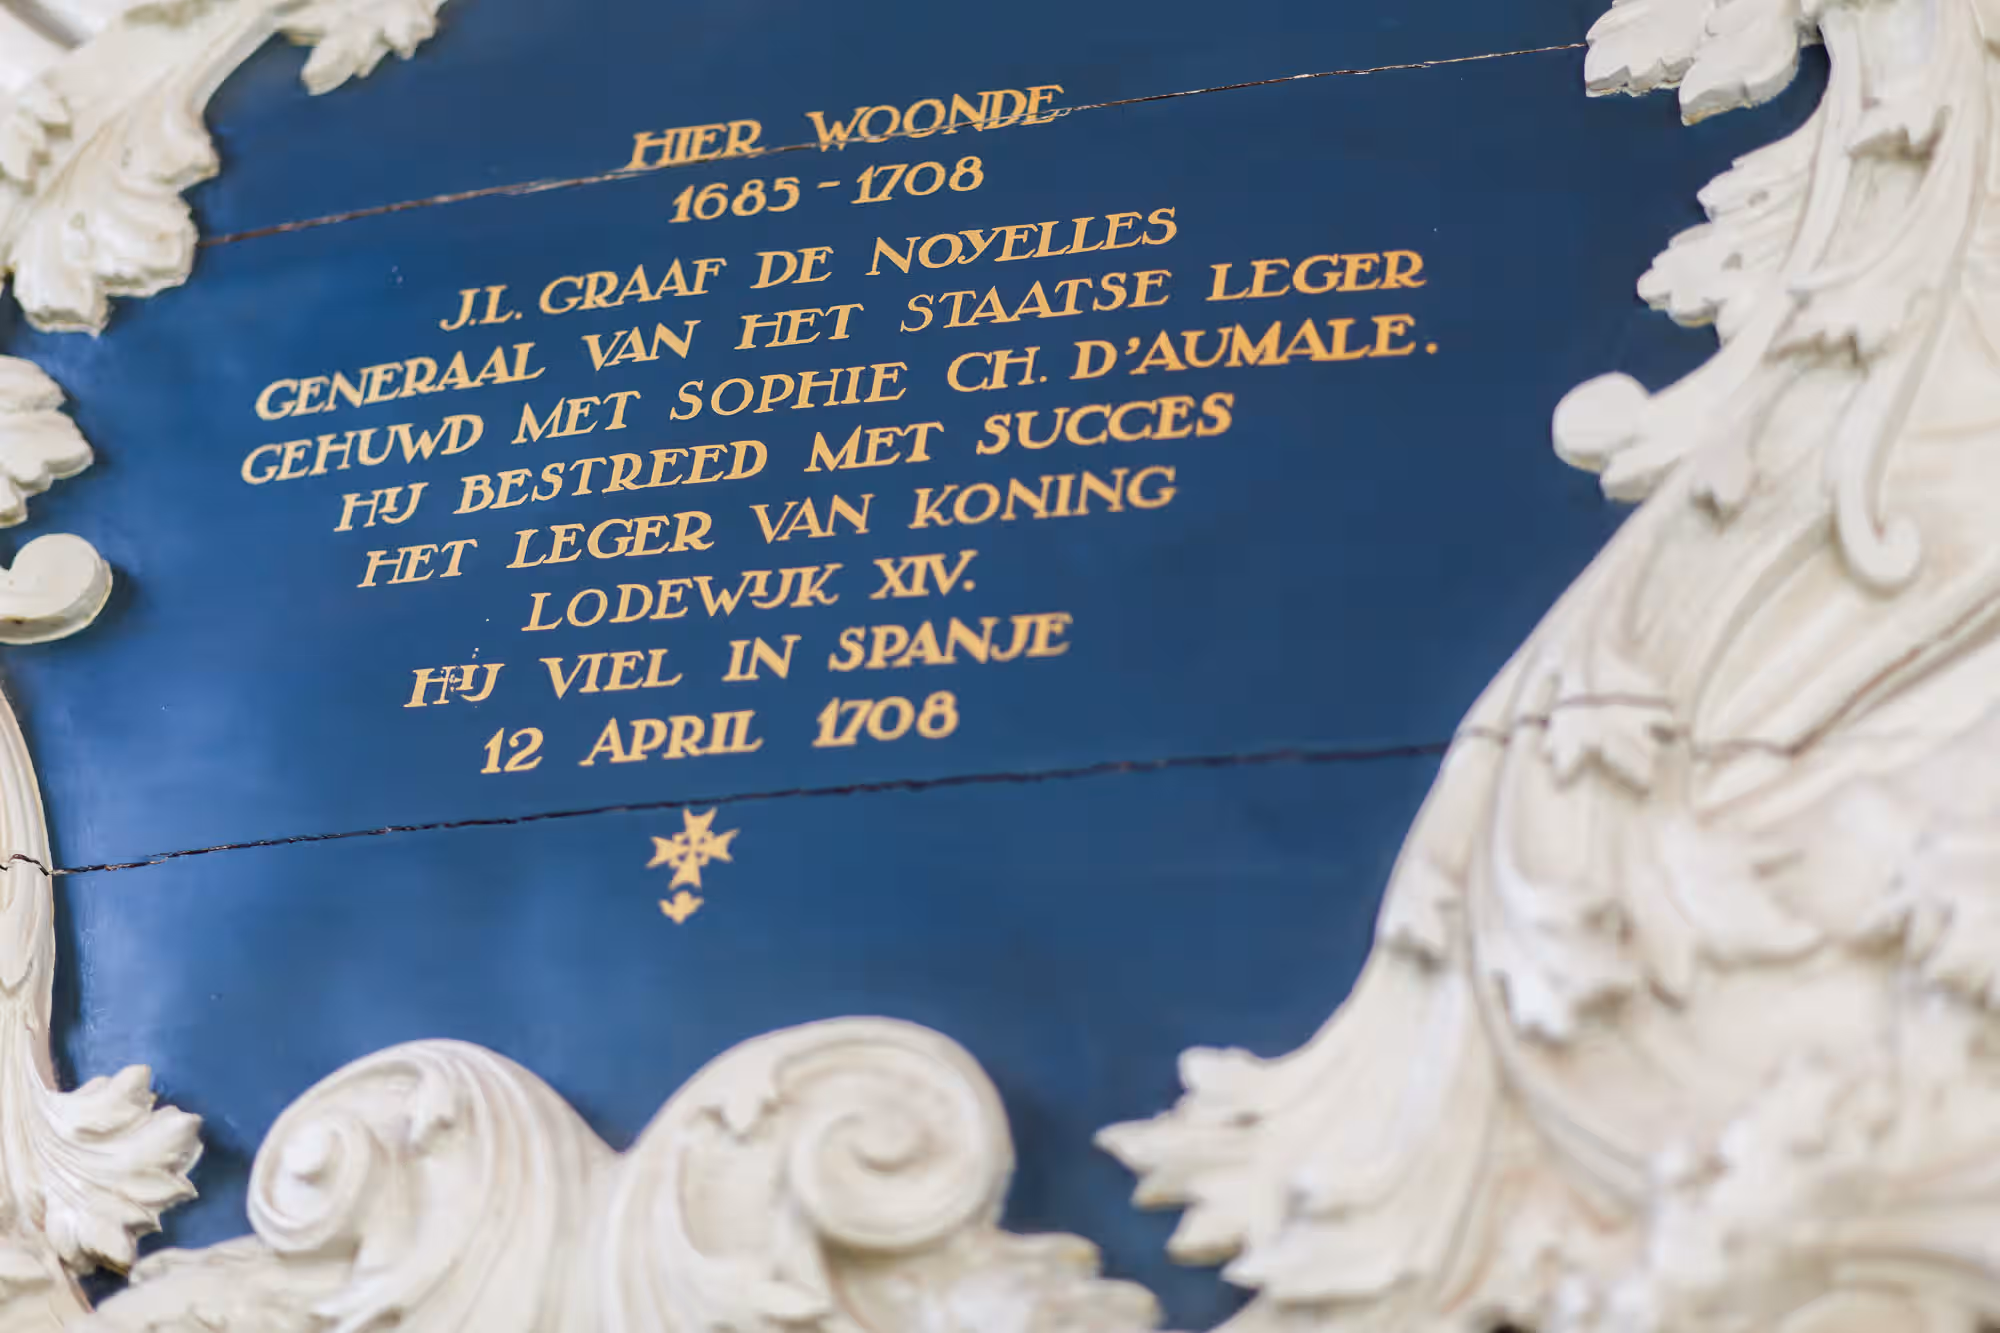 HIER WOONDE
1685 - 1708
J.L. GRAAF DE NOYELLES
GENERAAL VAN HET STAATSE LEGER
GEHUWD MET SOPHIE CH. D'AUMALE.
HIJ BESTREED MET SUCCES
HET LEGER VAN KONING
LODEWIJK XIV.
HIJ VIEL IN SPANJE
12 APRIL 1708